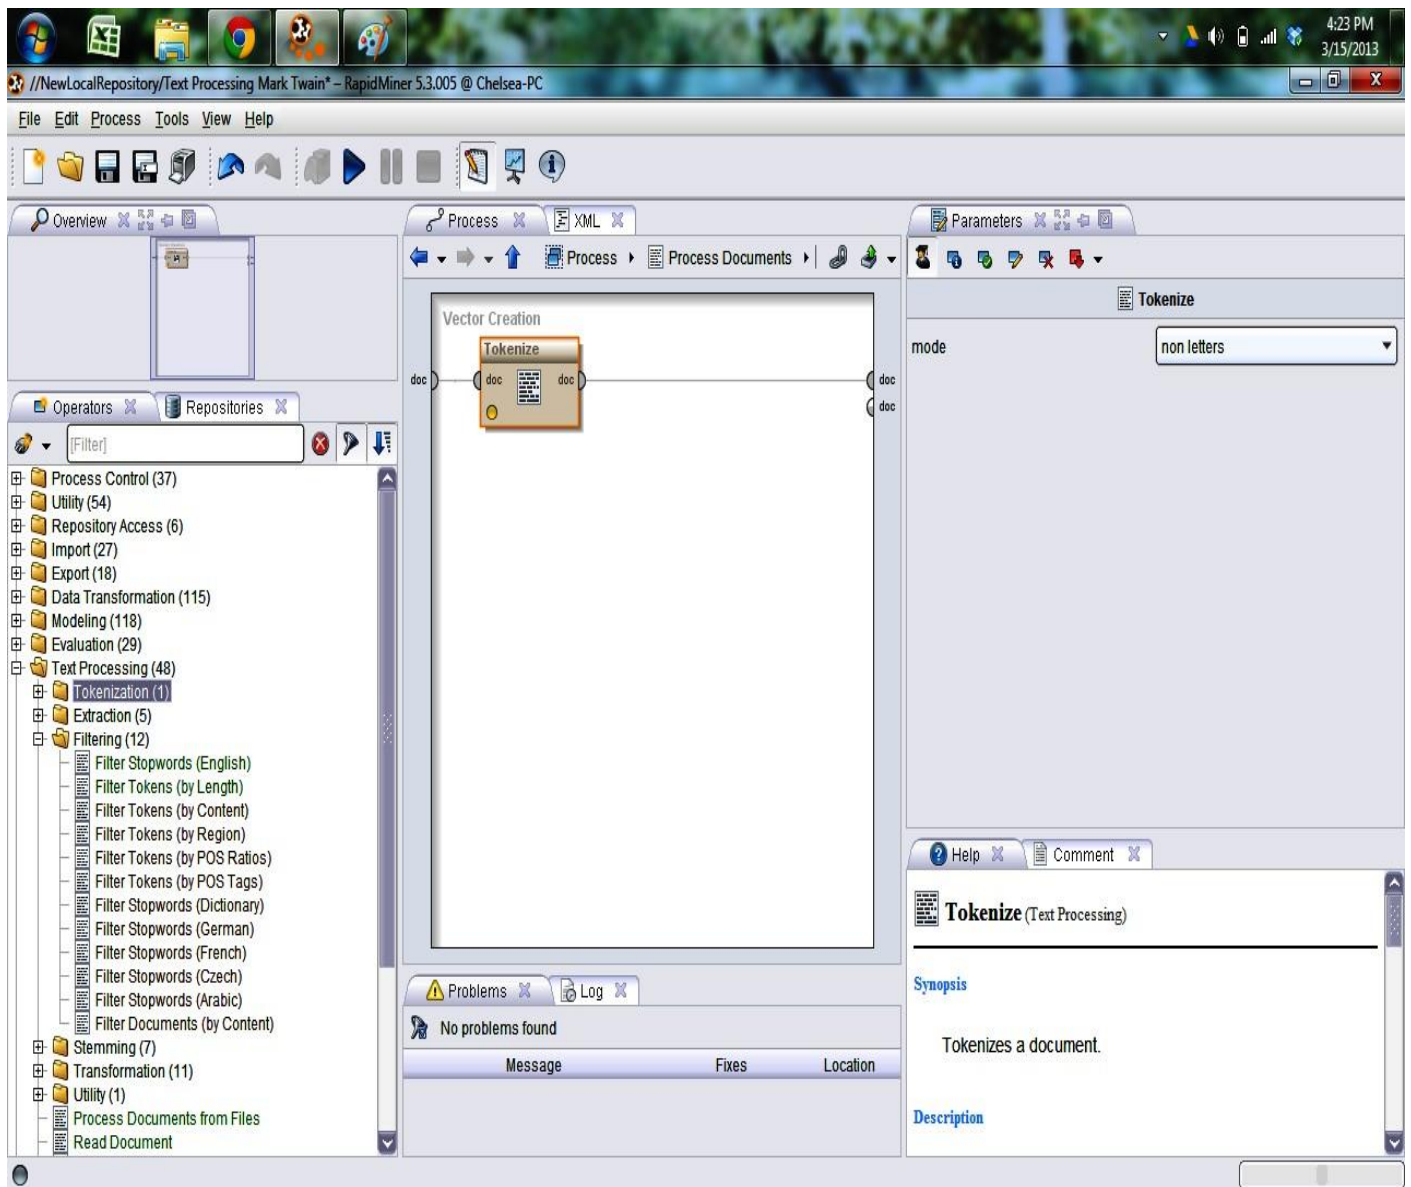 4:23 PM
3/15/2013
//NewLocalRepository/Text Processing Mark Twain* – RapidMiner 5.3.005 @ Chelsea-PC
File Edit Process Tools View Help
Overview
Operators Repositories
[Filter]
Process Control (37)
Utility (54)
Repository Access (6)
Import (27)
Export (18)
Data Transformation (115)
Modeling (118)
Evaluation (29)
Text Processing (48)
Tokenization (1)
Extraction (5)
Filtering (12)
Filter Stopwords (English)
Filter Tokens (by Length)
Filter Tokens (by Content)
Filter Tokens (by Region)
Filter Tokens (by POS Ratios)
Filter Tokens (by POS Tags)
Filter Stopwords (Dictionary)
Filter Stopwords (German)
Filter Stopwords (French)
Filter Stopwords (Czech)
Filter Stopwords (Arabic)
Filter Documents (by Content)
Stemming (7)
Transformation (11)
Utility (1)
Process Documents from Files
Read Document
Process XML
Process Process Documents
Vector Creation
Tokenize
doc doc doc doc
doc
Problems Log
No problems found
Message Fixes Location
Parameters
Tokenize
mode non letters
Help Comment
Tokenize (Text Processing)
Synopsis
Tokenizes a document.
Description